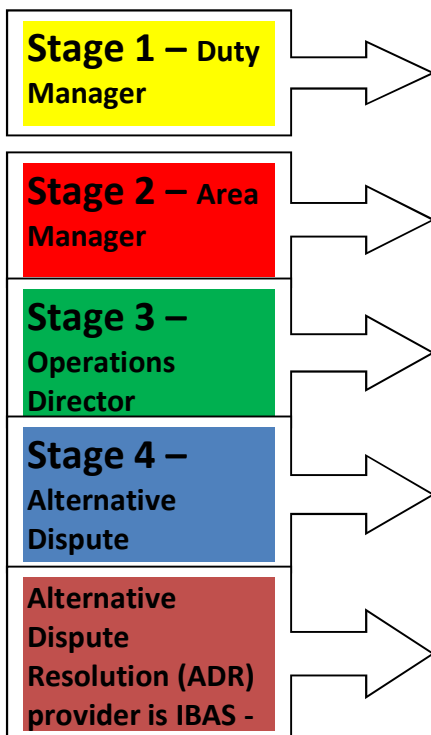 Stage 1 – Duty
Manager
Stage 2 – Area
Manager
Stage 3 –
Operations
Director
Stage 4 –
Alternative
Dispute
Alternative
Dispute
Resolution (ADR)
provider is IBAS -